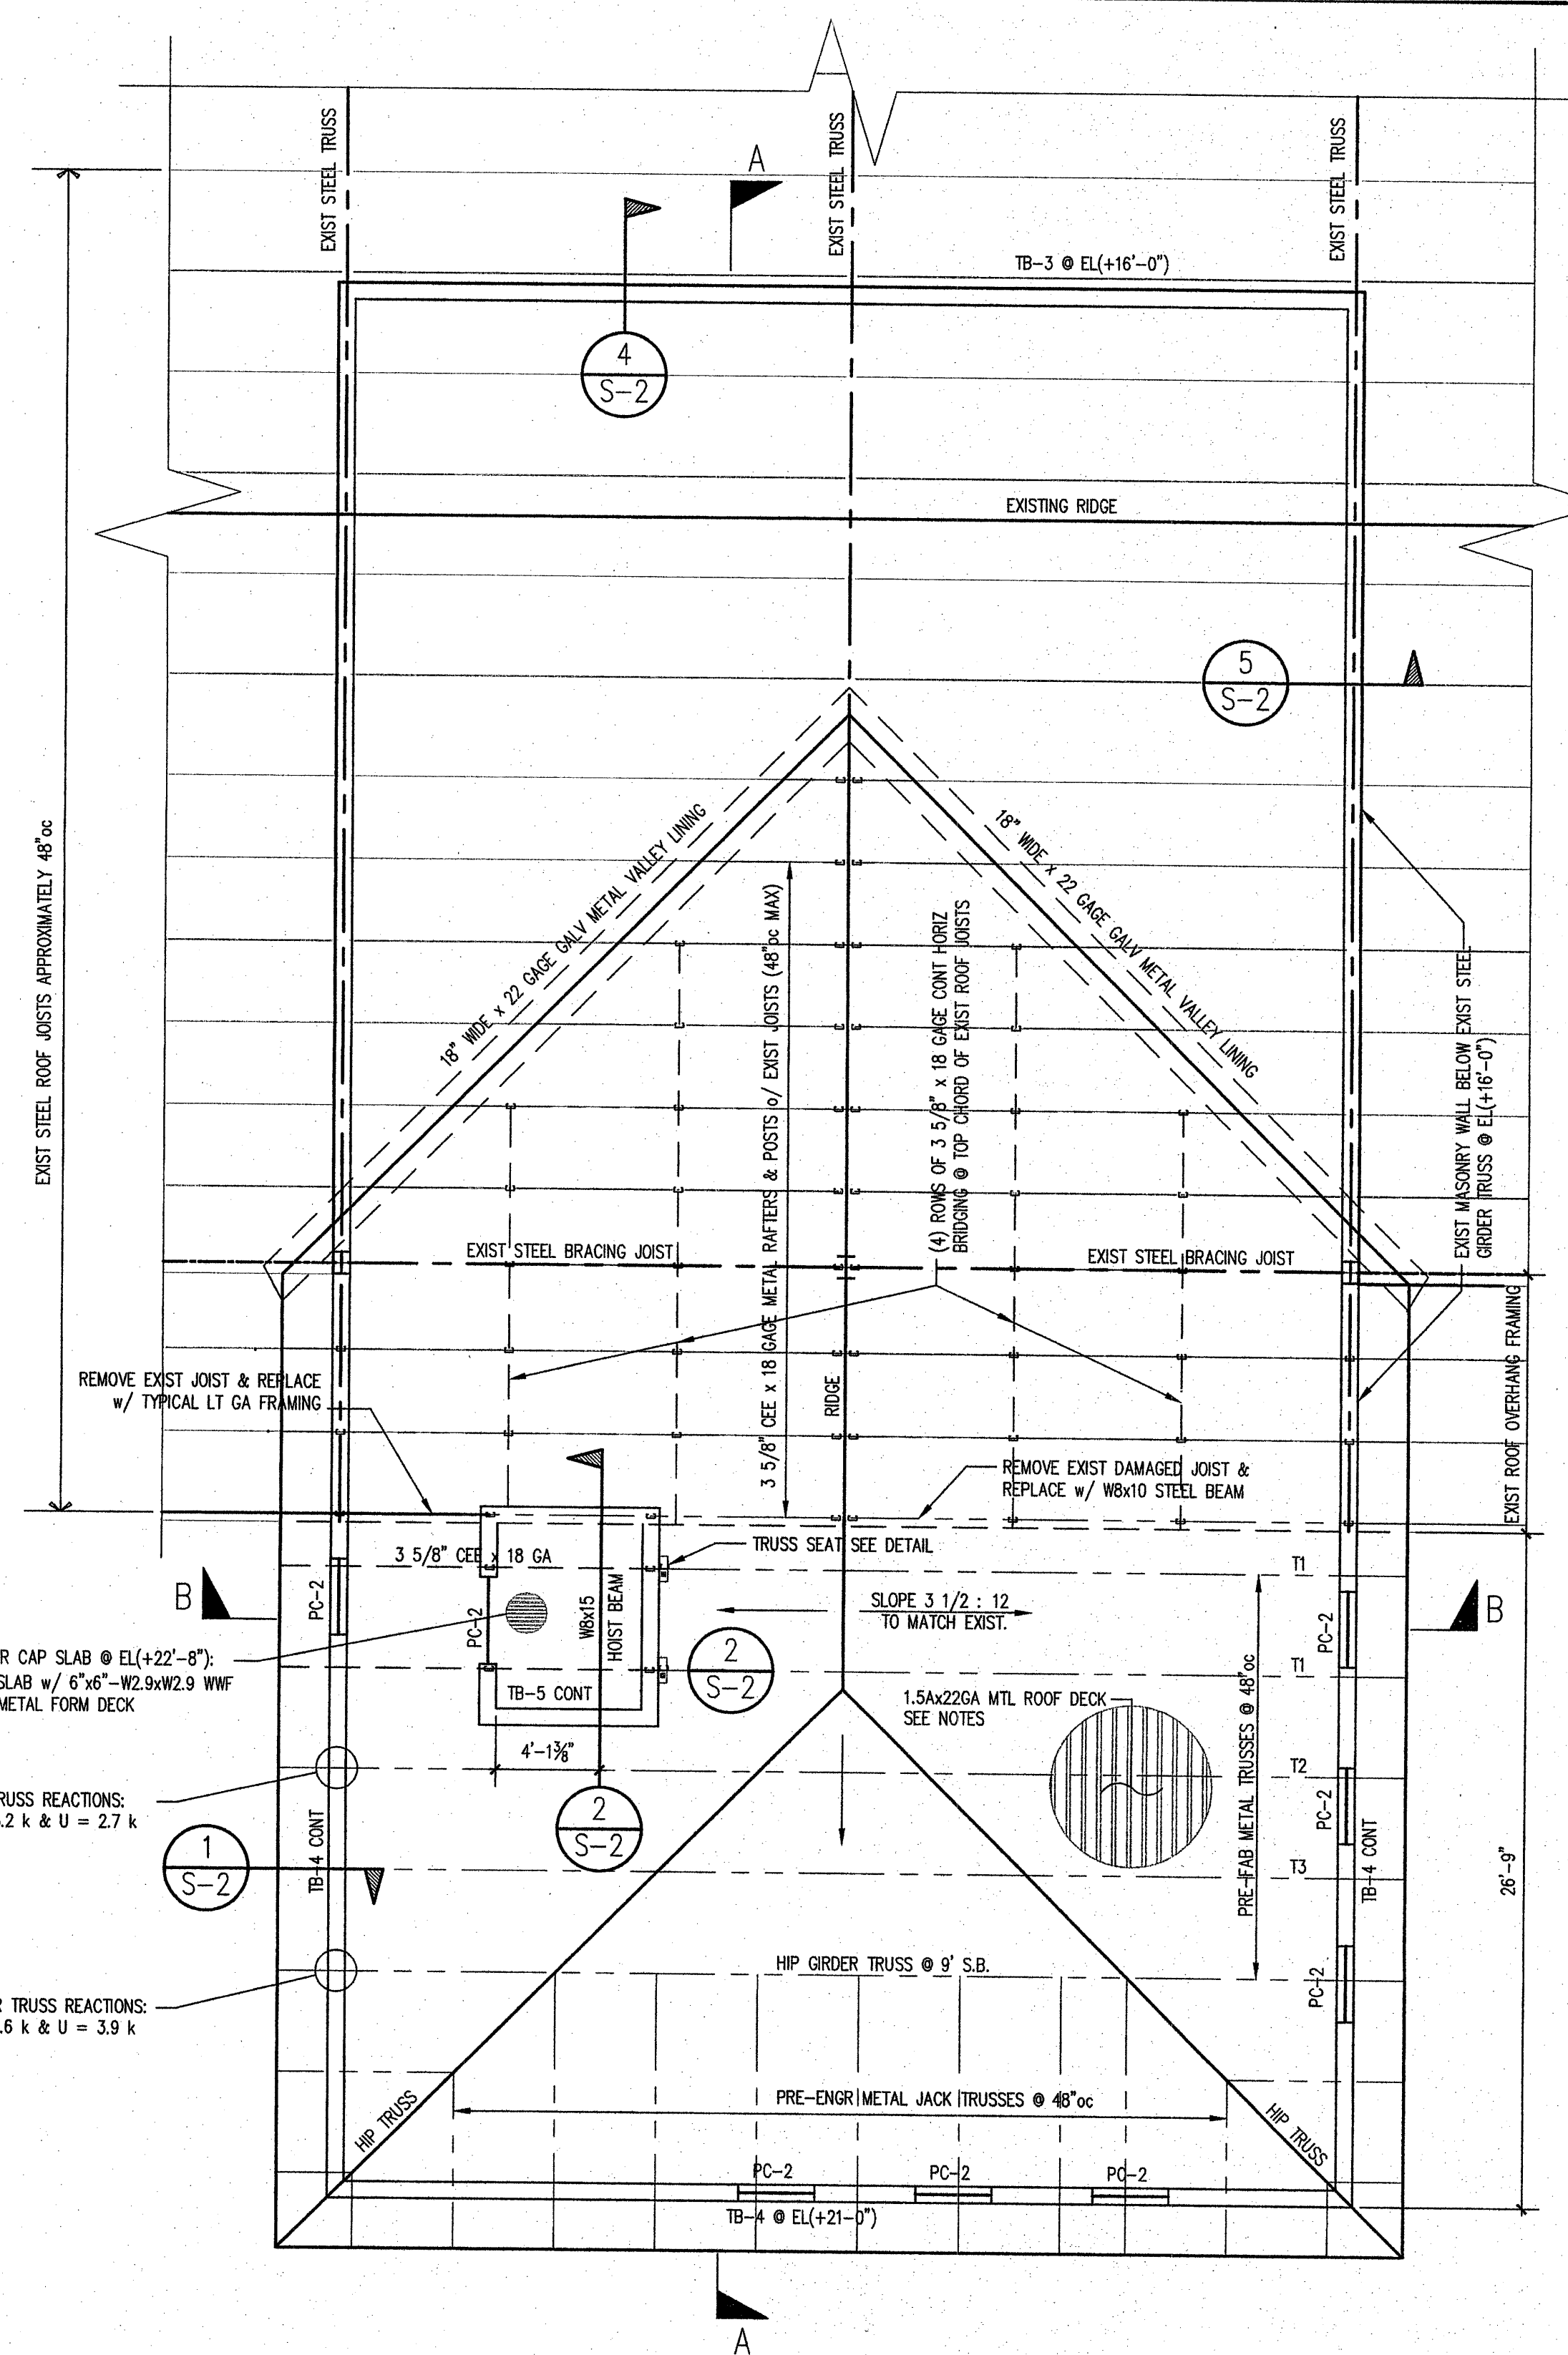 EXIST STEEL TRUSS
EXIST STEEL TRUSS
EXIST STEEL TRUSS
A
TB-3 @ EL(+16'-0")
4
S-2
EXISTING RIDGE
5
S-2
EXIST STEEL ROOF JOISTS APPROXIMATELY 48"oc
18" WIDE x 22 GAGE GALV METAL VALLEY LINING
18" WIDE x 22 GAGE GALV METAL VALLEY LINING
3 5/8" CEE x 18 GAGE METAL RAFTERS & POSTS o/ EXIST JOISTS (48"oc MAX)
(4) ROWS OF 3 5/8" x 18 GAGE CONT HORIZ
BRIDGING @ TOP CHORD OF EXIST ROOF JOISTS
EXIST MASONRY WALL BELOW EXIST STEEL
GIRDER TRUSS @ EL(+16'-0")
EXIST STEEL BRACING JOIST
EXIST STEEL BRACING JOIST
EXIST ROOF OVERHANG FRAMING
REMOVE EXIST JOIST & REPLACE
w/ TYPICAL LT GA FRAMING
RIDGE
REMOVE EXIST DAMAGED JOIST &
REPLACE w/ W8x10 STEEL BEAM
TRUSS SEAT SEE DETAIL
3 5/8" CEE x 18 GA
T1
B
PC-2
PC-2
W8x15
HOIST BEAM
SLOPE 3 1/2 : 12
TO MATCH EXIST.
PC-2
B
R CAP SLAB @ EL(+22'-8"):
SLAB w/ 6"x6"-W2.9xW2.9 WWF
METAL FORM DECK
TB-5 CONT
2
S-2
T1
1.5Ax22GA MTL ROOF DECK
SEE NOTES
4'-1⅜"
PRE-FAB METAL TRUSSES @ 48"oc
T2
PC-2
RUSS REACTIONS:
.2 k & U = 2.7 k
2
S-2
1
S-2
TB-4 CONT
T3
TB-4 CONT
26'-9"
HIP GIRDER TRUSS @ 9' S.B.
PC-2
R TRUSS REACTIONS:
.6 k & U = 3.9 k
PRE-ENGR METAL JACK TRUSSES @ 48"oc
HIP TRUSS
HIP TRUSS
PC-2
PC-2
PC-2
TB-4 @ EL(+21-0")
A